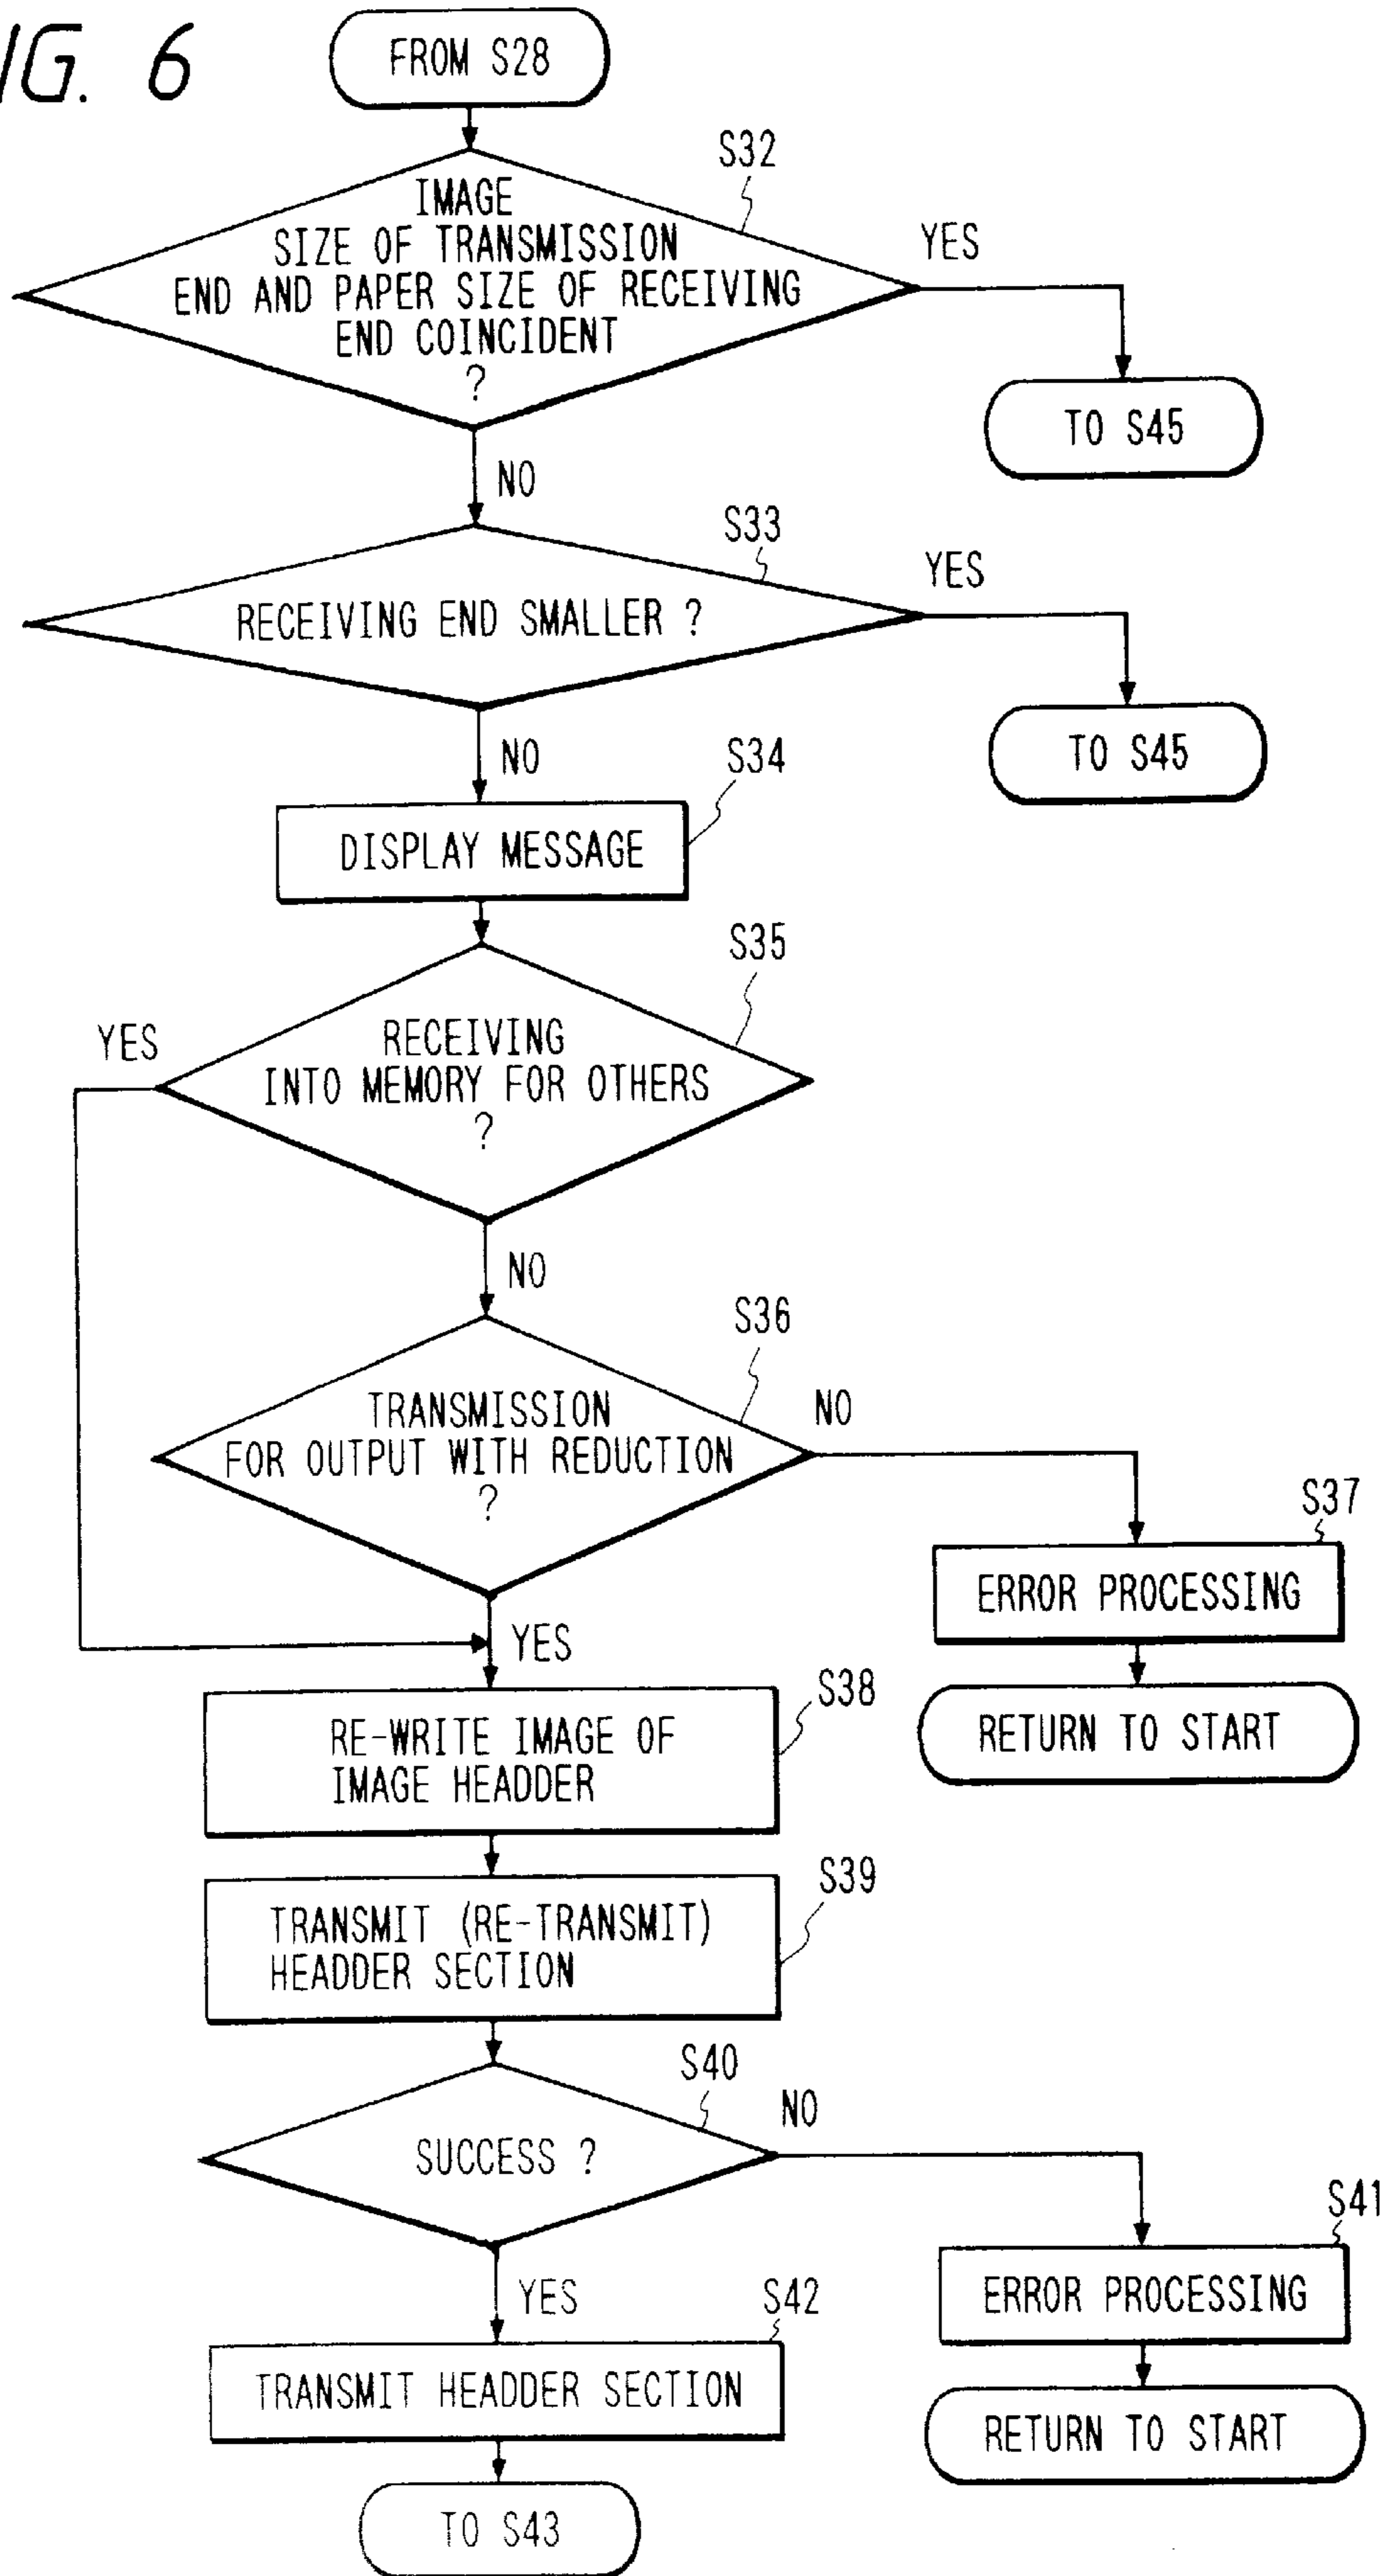 IG. 6
FROM S28
S32
IMAGE
SIZE OF TRANSMISSION
END AND PAPER SIZE OF RECEIVING
END COINCIDENT
?
YES
TO S45
NO
S33
RECEIVING END SMALLER ?
YES
TO S45
NO
S34
DISPLAY MESSAGE
S35
RECEIVING
INTO MEMORY FOR OTHERS
?
YES
NO
S36
TRANSMISSION
FOR OUTPUT WITH REDUCTION
?
NO
S37
ERROR PROCESSING
RETURN TO START
YES
S38
RE-WRITE IMAGE OF
IMAGE HEADDER
S39
TRANSMIT (RE-TRANSMIT)
HEADDER SECTION
S40
SUCCESS ?
NO
S41
ERROR PROCESSING
RETURN TO START
YES
S42
TRANSMIT HEADDER SECTION
TO S43